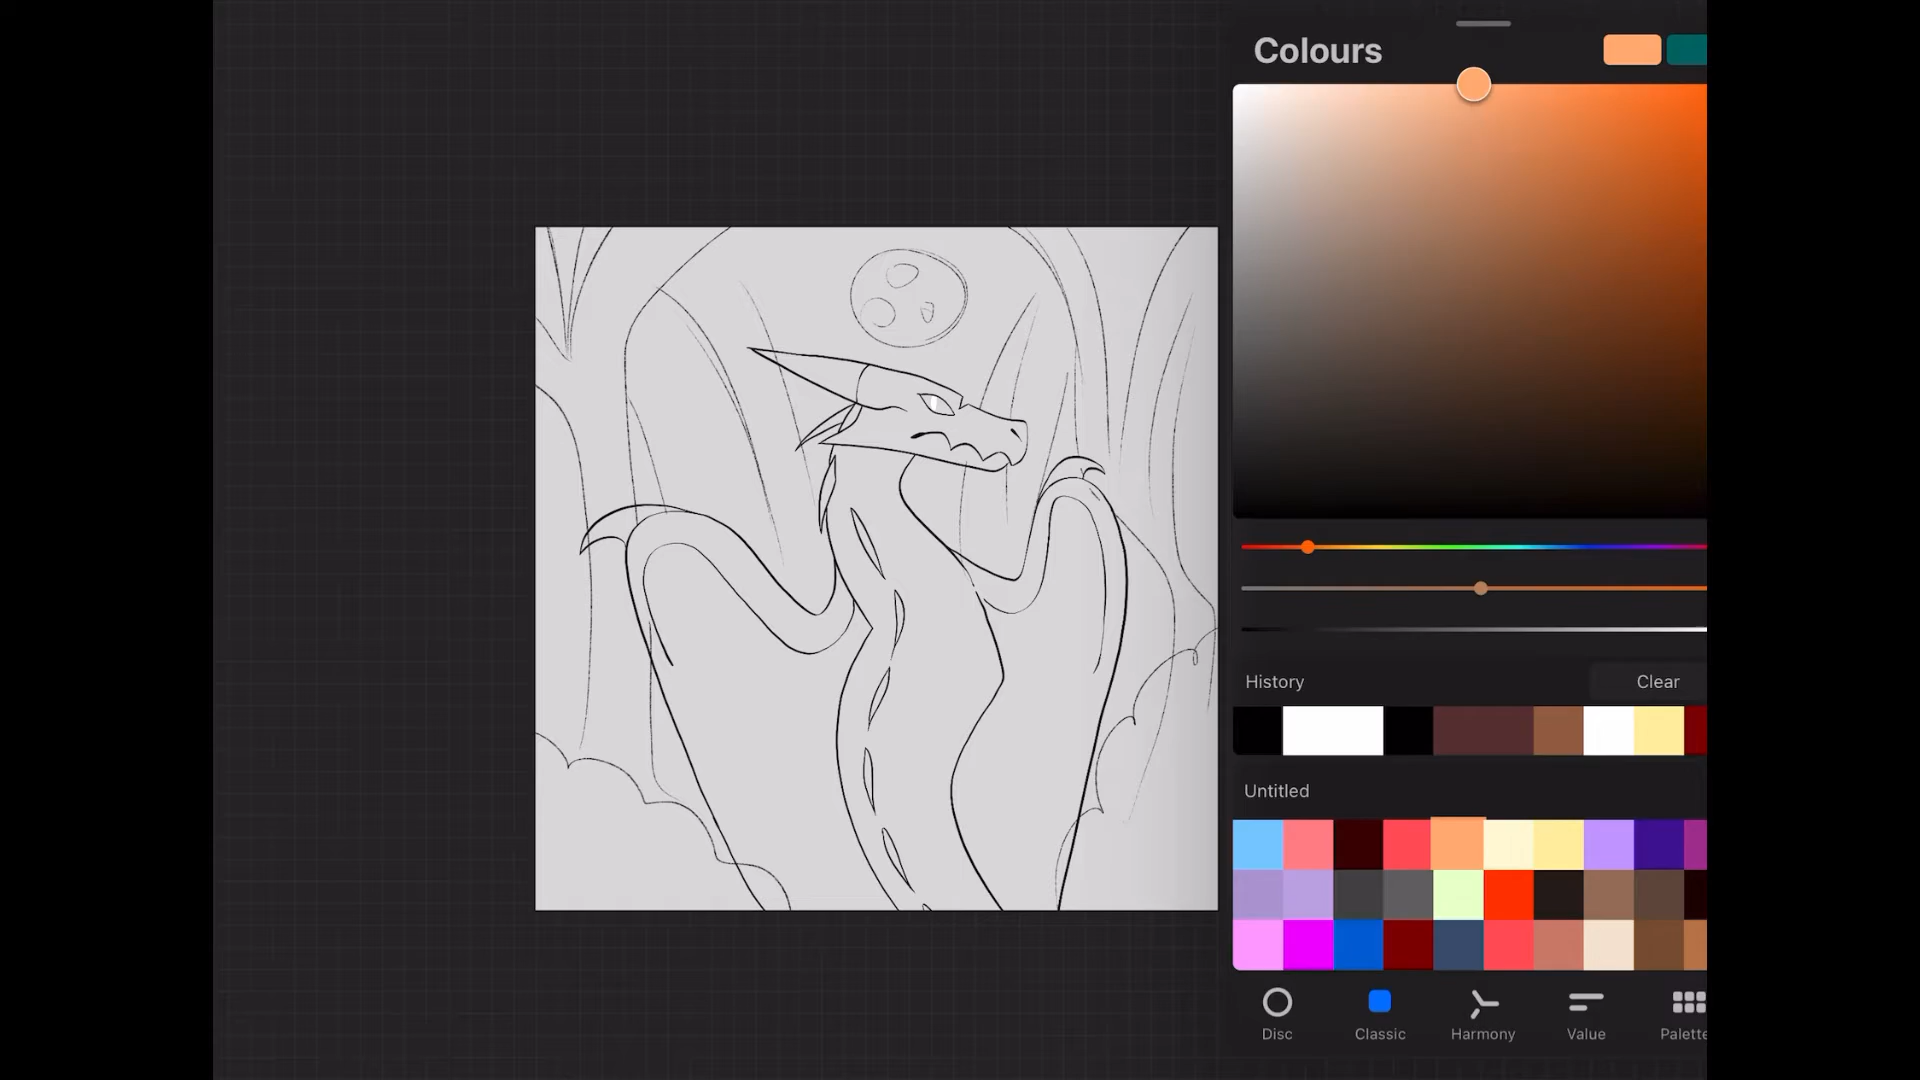 Colours
History
Clear
Untitled
Disc
Classic
Harmony
Value
Palette